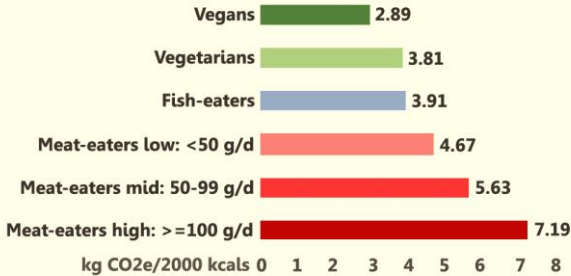 Vegans 2.89
Vegetarians 3.81
Fish-eaters 3.91
Meat-eaters low: <50 g/d 4.67
Meat-eaters mid: 50-99 g/d 5.63
Meat-eaters high: >=100 g/d 7.19
kg CO2e/2000 kcals 0 1 2 3 4 5 6 7 8